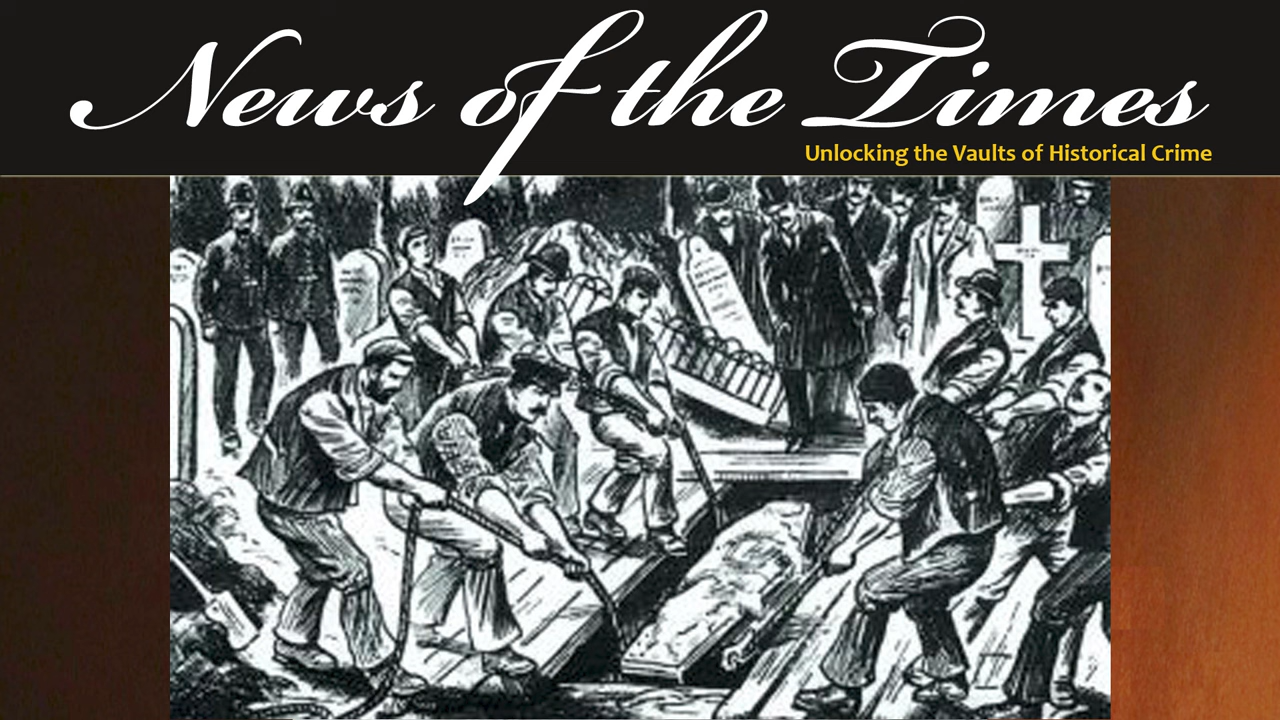 News of the Times
Unlocking the Vaults of Historical Crime